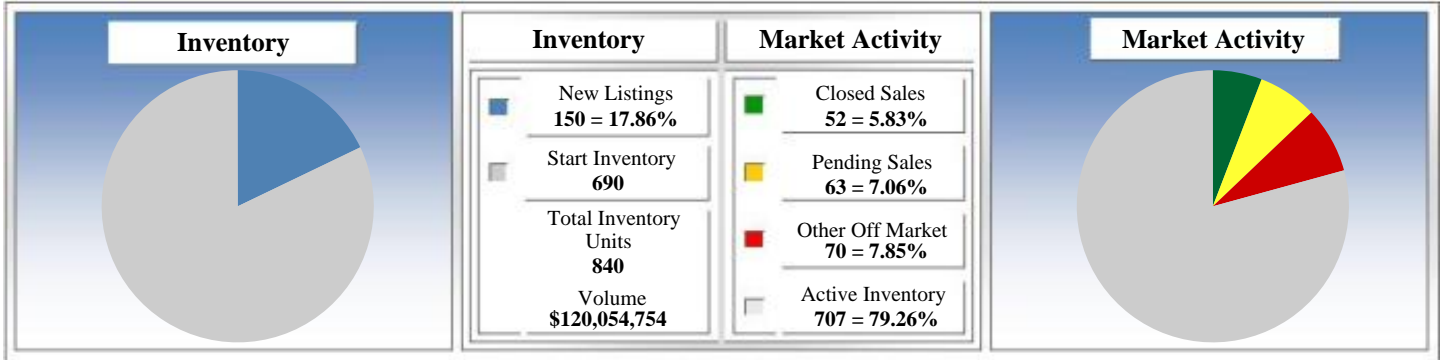 Inventory
Inventory
Market Activity
New Listings
150 = 17.86%
Start Inventory
690
Total Inventory
Units
840
Volume
$120,054,754
Closed Sales
52 = 5.83%
Pending Sales
63 = 7.06%
Other Off Market
70 = 7.85%
Active Inventory
707 = 79.26%
Market Activity